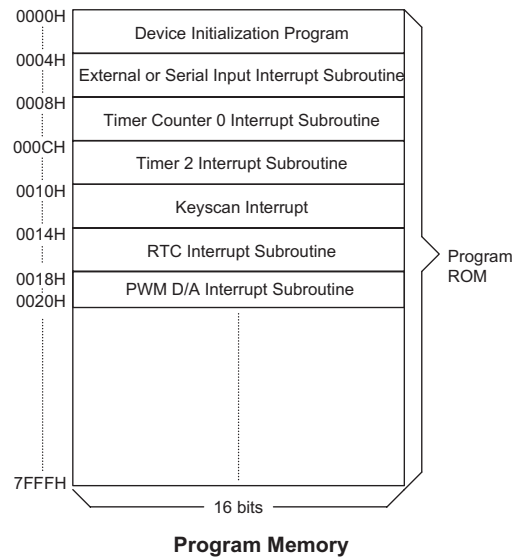 0000H
Device Initialization Program
0004H
External or Serial Input Interrupt Subroutine
0008H
Timer Counter 0 Interrupt Subroutine
000CH
Timer 2 Interrupt Subroutine
0010H
Keyscan Interrupt
0014H
RTC Interrupt Subroutine
0018H
PWM D/A Interrupt Subroutine
0020H
Program
ROM
7FFFH
16 bits
Program Memory